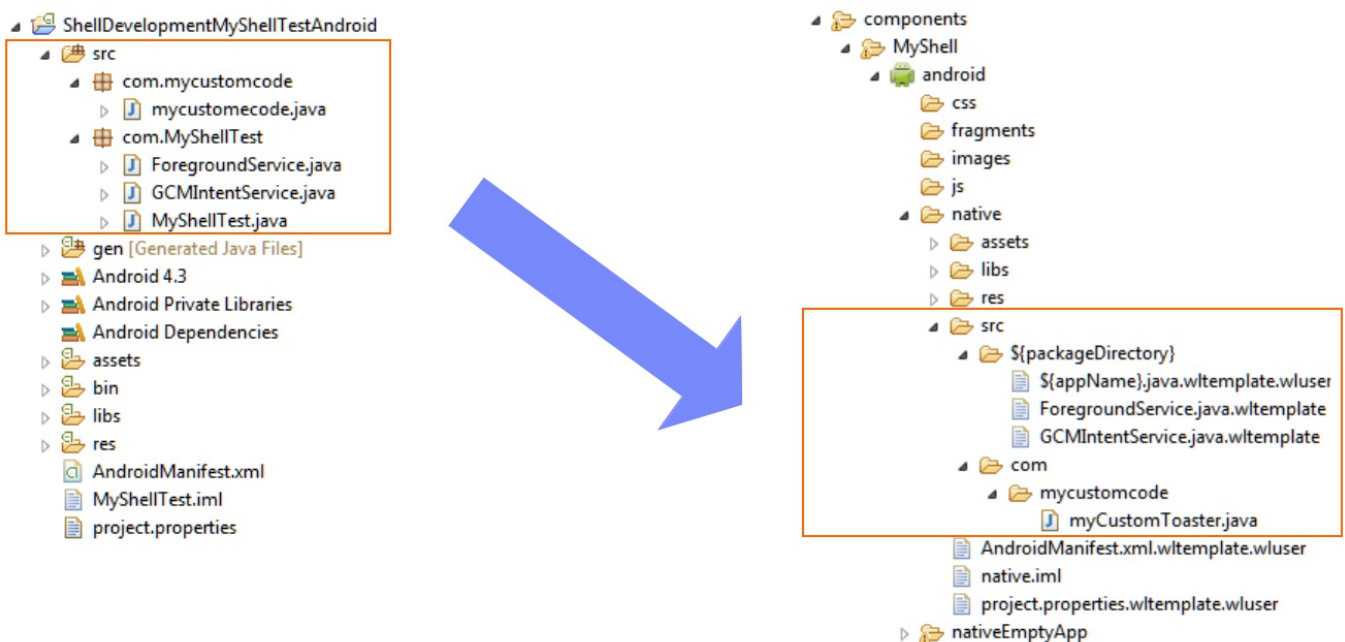 ShellDevelopmentMyShellTestAndroid
src
com.mycustomcode
mycustomecode.java
com.MyShellTest
ForegroundService.java
GCMIntentService.java
MyShellTest.java
gen [Generated Java Files]
Android 4.3
Android Private Libraries
Android Dependencies
assets
bin
libs
res
AndroidManifest.xml
MyShellTest.iml
project.properties
components
MyShell
android
css
fragments
images
js
native
assets
libs
res
src
${packageDirectory}
${appName}.java.wltemplate.wluser
ForegroundService.java.wltemplate
GCMIntentService.java.wltemplate
com
mycustomcode
myCustomToaster.java
AndroidManifest.xml.wltemplate.wluser
native.iml
project.properties.wltemplate.wluser
nativeEmptyApp